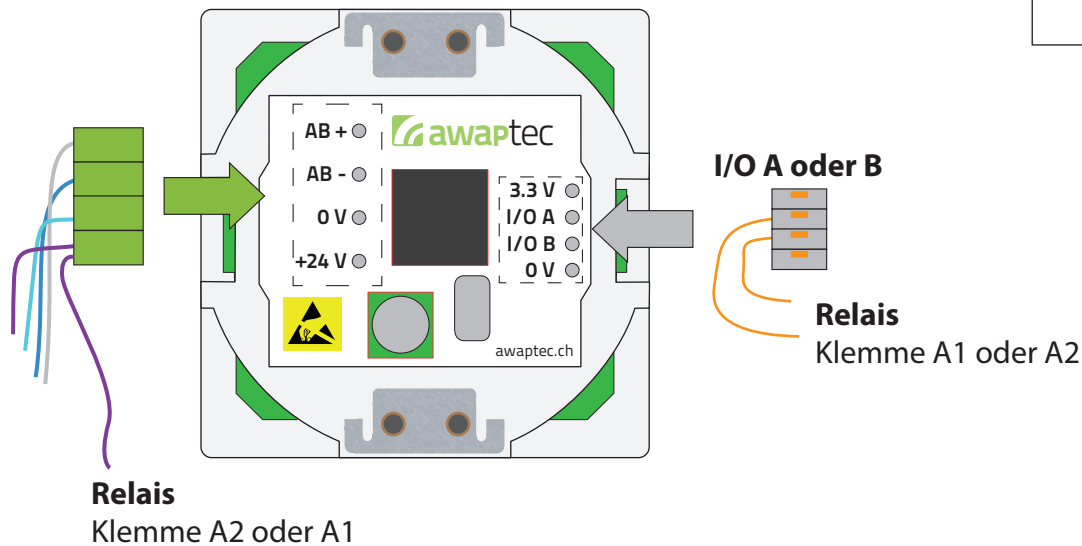 AB +
AB -
0 V
+24 V
awaptec
3.3 V
I/O A
I/O B
0 V
awaptec.ch
I/O A oder B
Relais
Klemme A1 oder A2
Relais
Klemme A2 oder A1